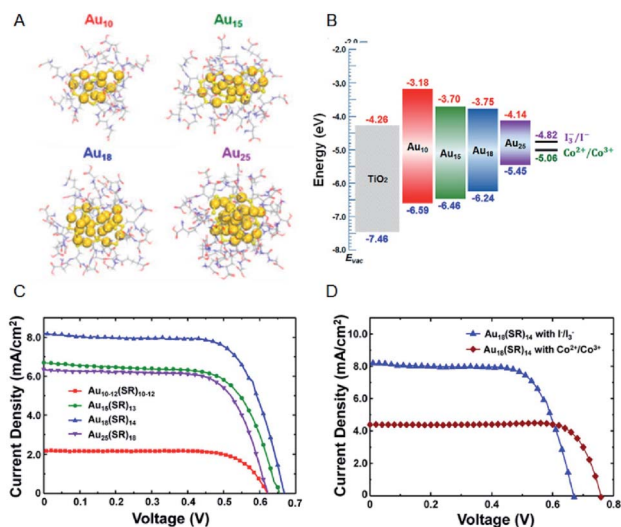 A
Au10
Au15
Au18
Au25
B
-2.0
-2.0
-3.0
-4.0
-5.0
-6.0
-7.0
-8.0
Energy (eV)
Evac
-4.26
TiO2
-7.46
-3.18
Au10
-6.59
-3.70
Au15
-6.46
-3.75
Au18
-6.24
-4.14
Au25
-5.45
-4.82 I3-/I-
-5.06 Co2+/Co3+
C
Current Density (mA/cm2)
8.0
6.0
4.0
2.0
0
Au10-12(SR)10-12
Au15(SR)13
Au18(SR)14
Au25(SR)18
0 0.1 0.2 0.3 0.4 0.5 0.6 0.7
Voltage (V)
D
Current Density (mA/cm2)
10.0
8.0
6.0
4.0
2.0
0
Au18(SR)14 with I-/I3-
Au18(SR)14 with Co2+/Co3+
0 0.2 0.4 0.6 0.8
Voltage (V)